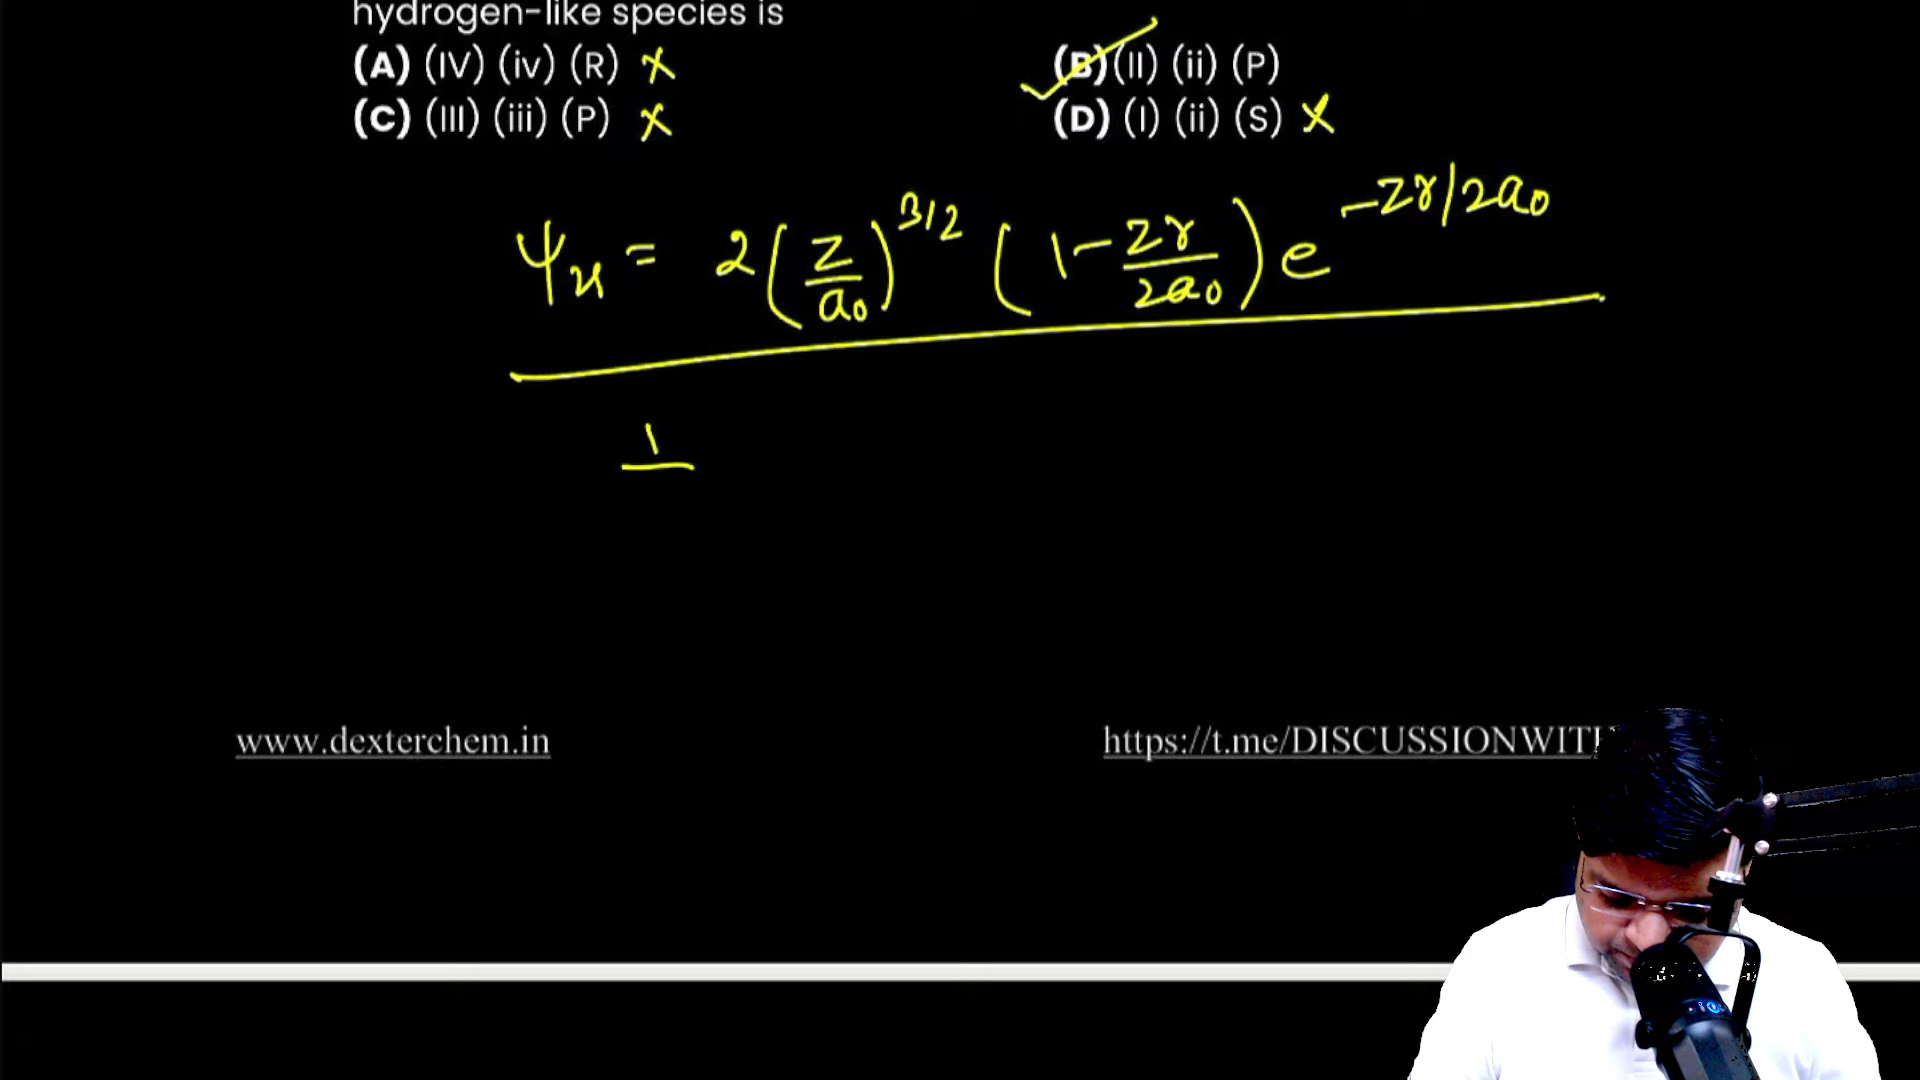 hydrogen-like species is
(A) (IV) (iv) (R) x
(B) (II) (ii) (P)
(C) (III) (iii) (P) x
(D) (I) (ii) (S) x
ψ = 2(Z/a₀)^3/2 (1-Zr/2a₀) e^-Zr/2a₀
1
www.dexterchem.in
https://t.me/DISCUSSIONWITH